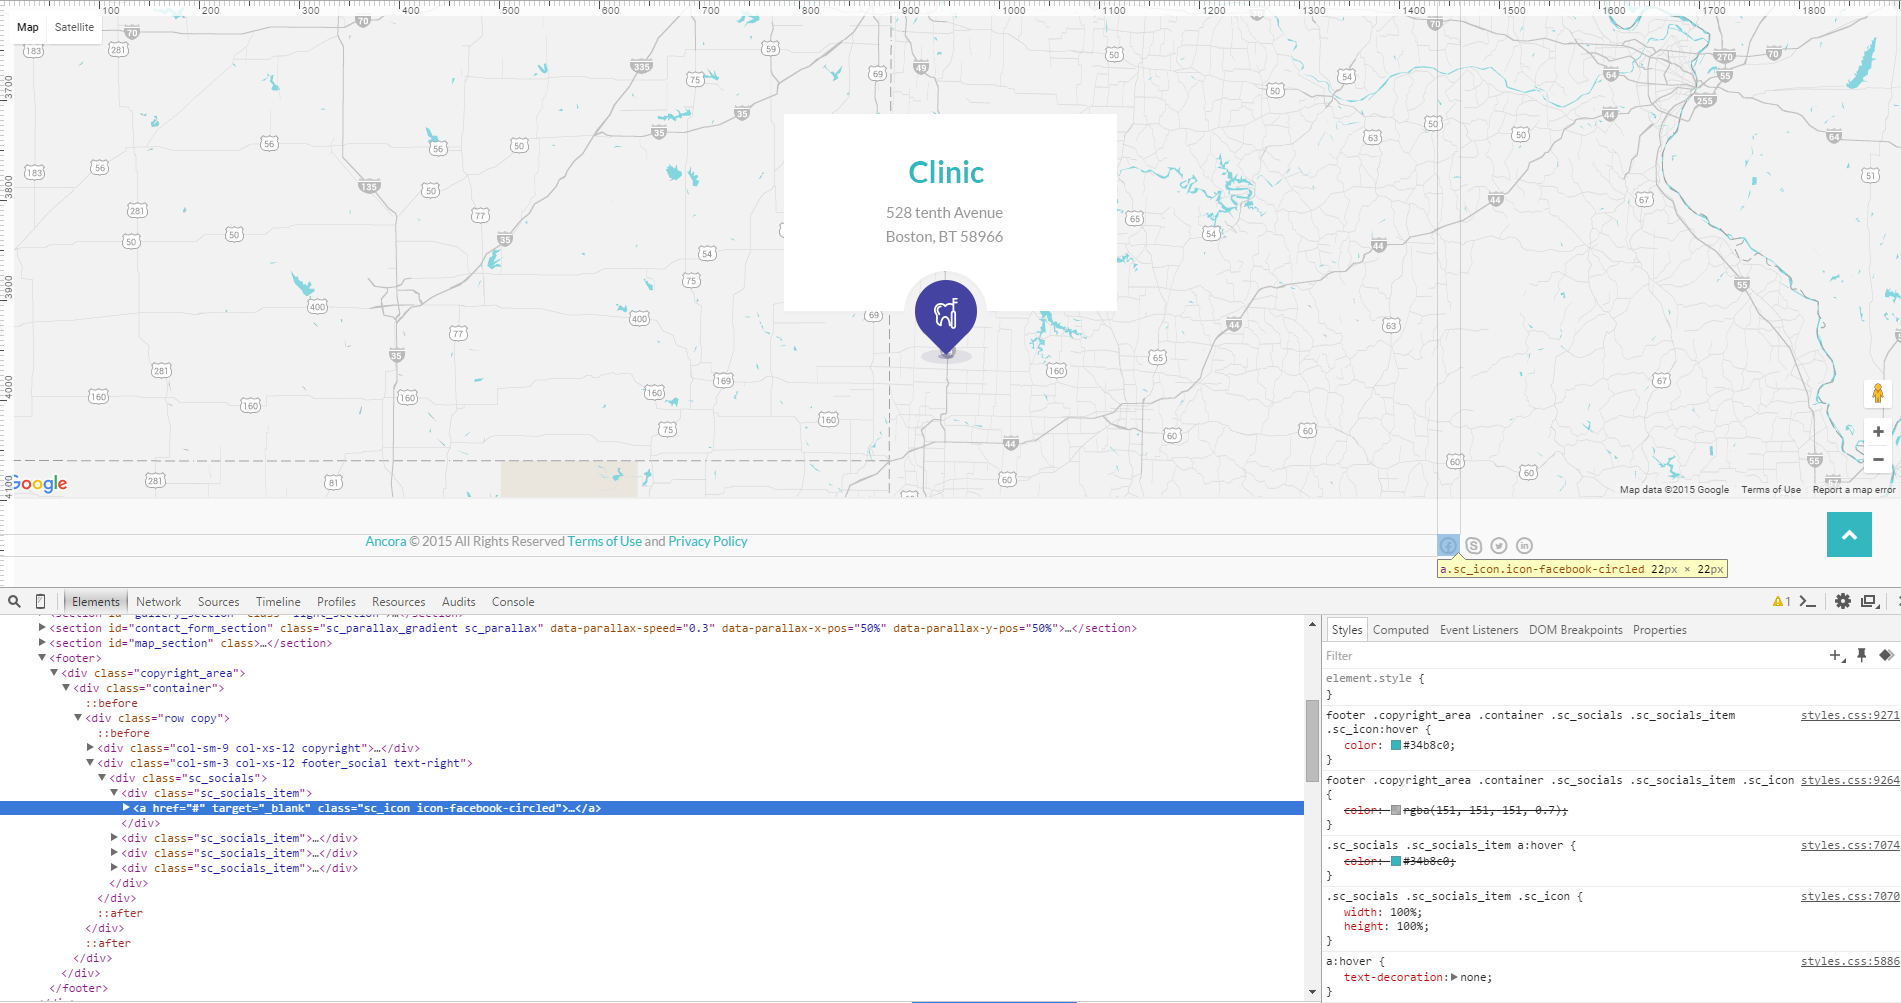 100 200 300 400 500 600 700 800 900 1000 1100 1200 1300 1400 1500 1600 1700 1800
3700
3800
3900
4000
4100
Map Satellite
Clinic
528 tenth Avenue
Boston, BT 58966
Google
Map data ©2015 Google Terms of Use Report a map error
Ancora © 2015 All Rights Reserved Terms of Use and Privacy Policy
a.sc_icon.icon-facebook-circled 22px × 22px
Elements Network Sources Timeline Profiles Resources Audits Console
1
<section id="contact_form_section" class="sc_parallax_gradient sc_parallax" data-parallax-speed="0.3" data-parallax-x-pos="50%" data-parallax-y-pos="50%">…</section>
<section id="map_section" class>…</section>
<footer>
<div class="copyright_area">
<div class="container">
::before
<div class="row copy">
::before
<div class="col-sm-9 col-xs-12 copyright">…</div>
<div class="col-sm-3 col-xs-12 footer_social text-right">
<div class="sc_socials">
<div class="sc_socials_item">
<a href="#" target="_blank" class="sc_icon icon-facebook-circled">…</a>
</div>
<div class="sc_socials_item">…</div>
<div class="sc_socials_item">…</div>
<div class="sc_socials_item">…</div>
</div>
</div>
::after
</div>
::after
</div>
</div>
</footer>
Styles Computed Event Listeners DOM Breakpoints Properties
Filter
element.style {
}
footer .copyright_area .container .sc_socials .sc_socials_item styles.css:9271
.sc_icon:hover {
color: #34b8c0;
}
footer .copyright_area .container .sc_socials .sc_socials_item .sc_icon styles.css:9264
{
color: rgba(151, 151, 151, 0.7);
}
.sc_socials .sc_socials_item a:hover { styles.css:7074
color: #34b8c0;
}
.sc_socials .sc_socials_item .sc_icon { styles.css:7070
width: 100%;
height: 100%;
}
a:hover { styles.css:5886
text-decoration: none;
}